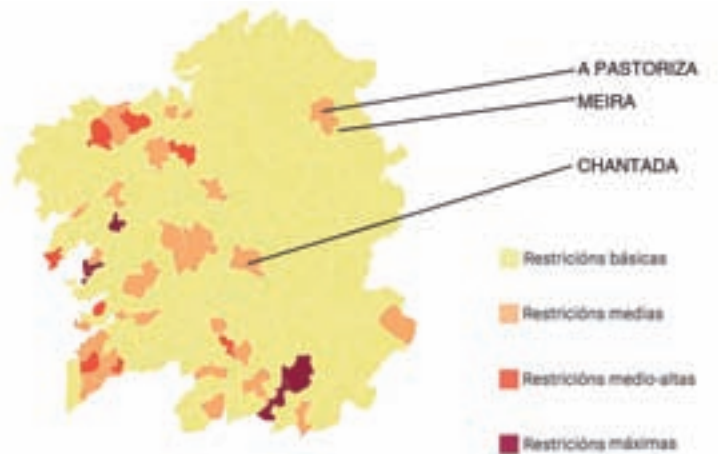 A PASTORIZA
MEIRA
CHANTADA
Restricións básicas
Restricións medias
Restricións medio-altas
Restricións máximas